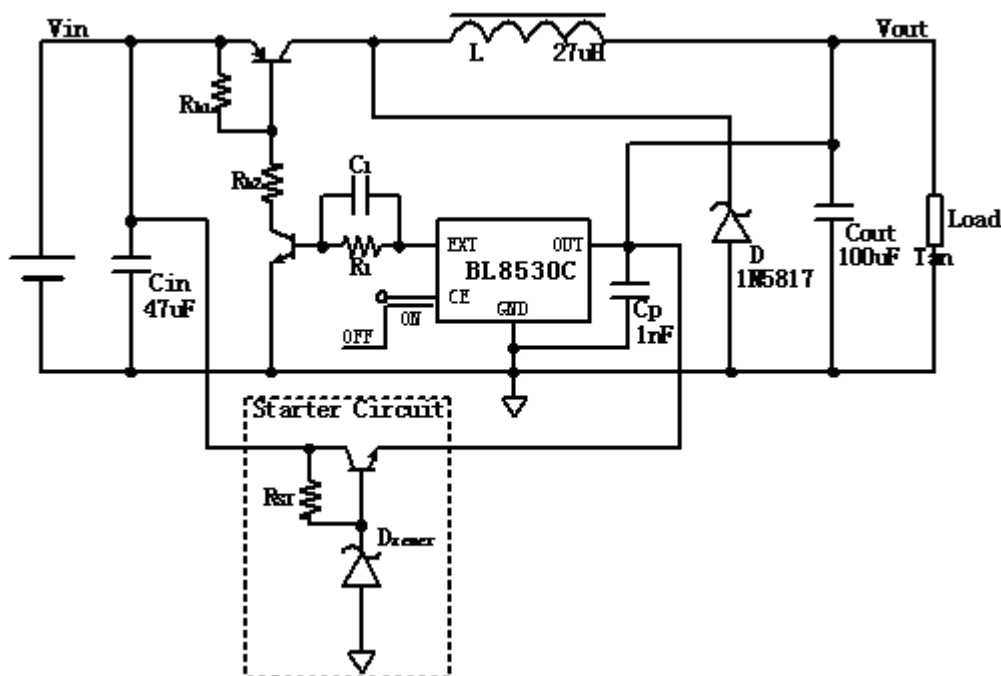 Vin
Vout
L
27uH
Rb1
Rb2
C1
R1
EXT
OUT
BL8530C
CE
GND
ON
OFF
Cin
47uF
Cp
1nF
D
1N5817
Cout
100uF Tan
Load
Starter Circuit
RST
Dzener